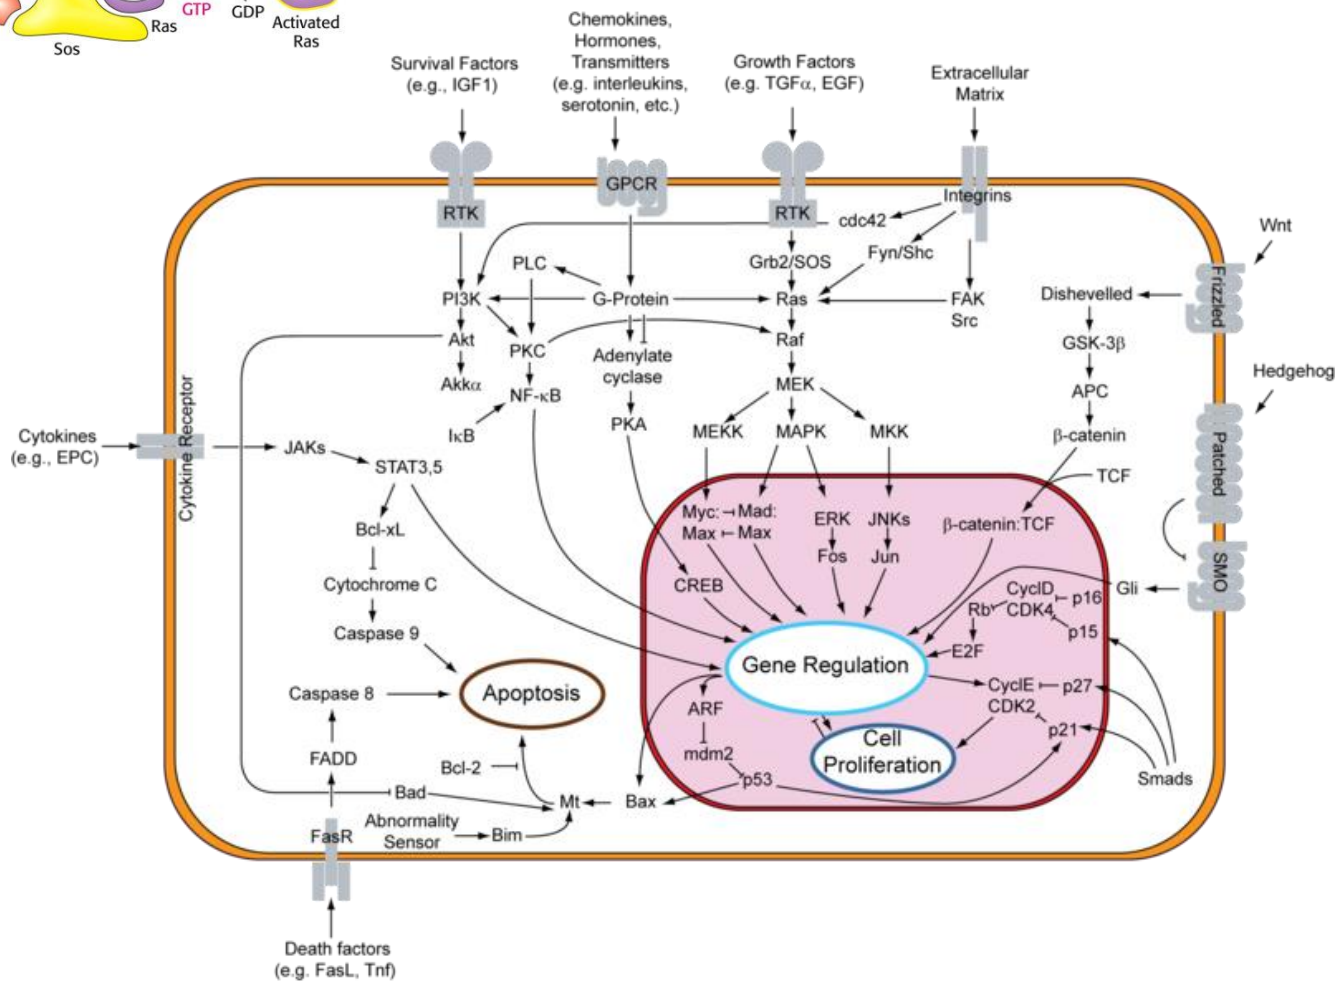 GTP
GDP
Ras
Activated
Ras
Sos
Chemokines,
Hormones,
Transmitters
(e.g. interleukins,
serotonin, etc.)
Survival Factors
(e.g., IGF1)
Growth Factors
(e.g. TGFα, EGF)
Extracellular
Matrix
GPCR
RTK
RTK
Integrins
cdc42
Wnt
Fyn/Shc
Grb2/SOS
PLC
Frizzled
PI3K
G-Protein
Ras
FAK
Src
Dishevelled
Akt
PKC
Adenylate
cyclase
Raf
GSK-3β
Akkα
NF-κB
MEK
APC
Hedgehog
IκB
PKA
MEKK
MAPK
MKK
β-catenin
TCF
Patched
Cytokines
(e.g., EPC)
Cytokine Receptor
JAKs
STAT3,5
Myc:
Max
Mad:
Max
ERK
JNKs
β-catenin:TCF
Bcl-xL
Fos
Jun
Cytochrome C
CREB
CyclD
CDK4
p16
p15
Gli
SMO
Rb
E2F
Caspase 9
Gene Regulation
Caspase 8
Apoptosis
ARF
CyclE
CDK2
p27
p21
mdm2
Cell
Proliferation
FADD
Bcl-2
p53
Smads
Bad
Mt
Bax
Abnormality
Sensor
Bim
FasR
Death factors
(e.g. FasL, Tnf)